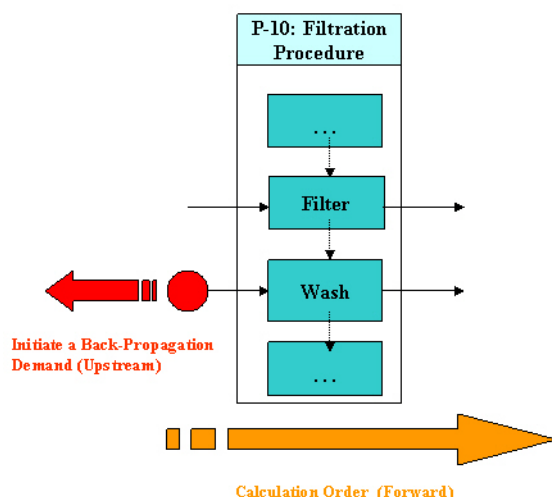 P-10: Filtration
Procedure
...
Filter
Wash
...
Initiate a Back-Propagation
Demand (Upstream)
Calculation Order (Forward)